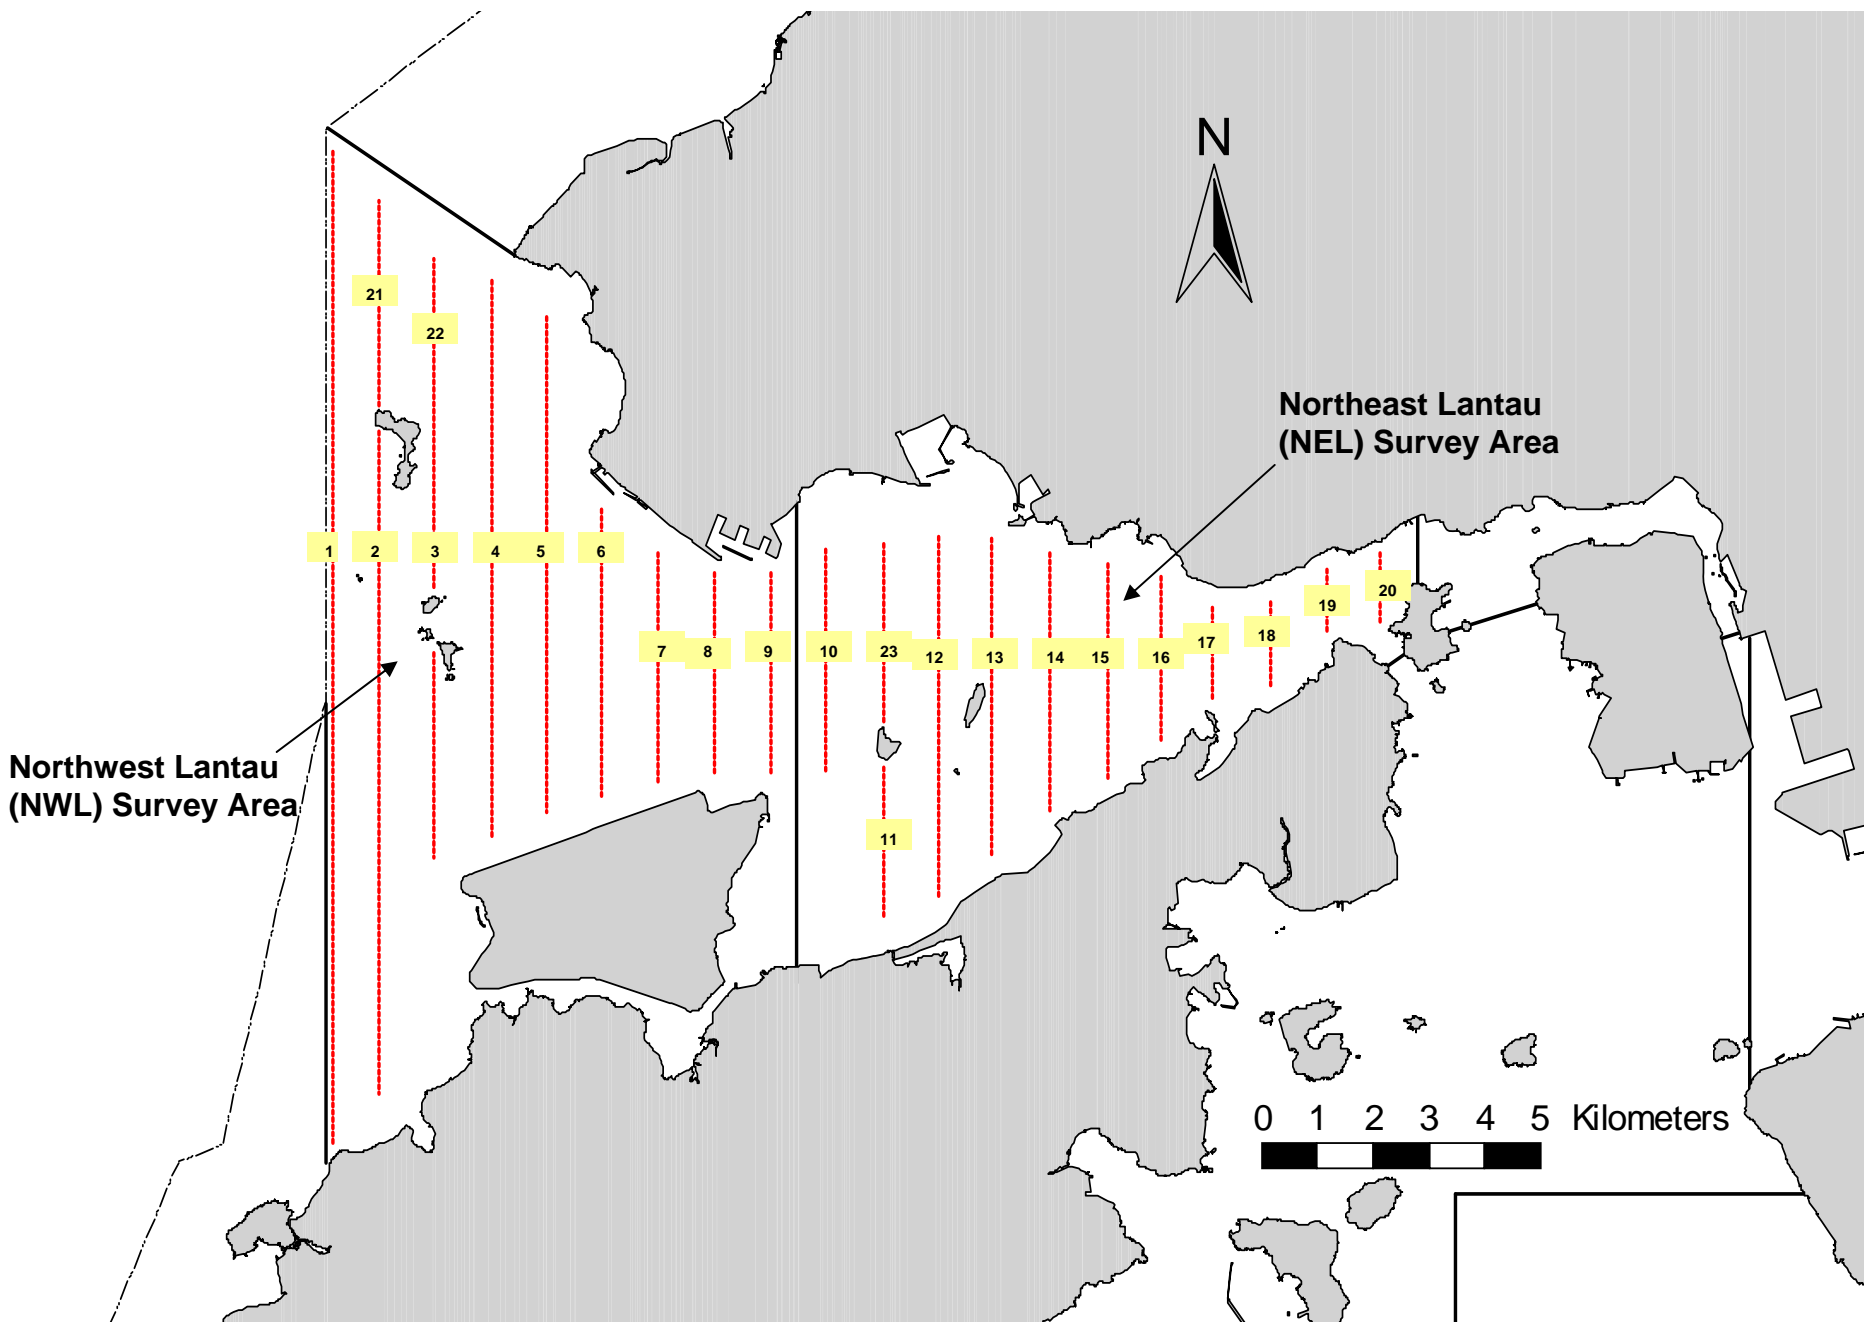 N
21
22
Northeast Lantau
(NEL) Survey Area
1 2 3 4 5 6
19 20
7 8 9 10 23 12 13 14 15 16 17 18
Northwest Lantau
(NWL) Survey Area
11
0 1 2 3 4 5 Kilometers